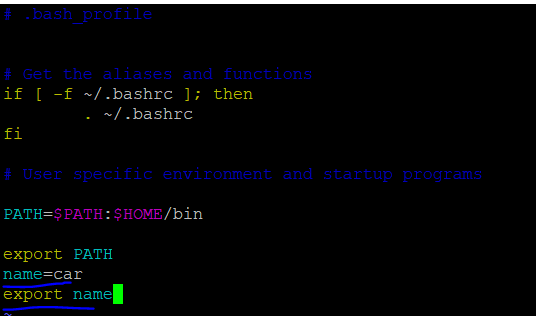 # .bash_profile
# Get the aliases and functions
if [ -f ~/.bashrc ]; then
        . ~/.bashrc
fi
# User specific environment and startup programs
PATH=$PATH:$HOME/bin
export PATH
name=car
export name
~